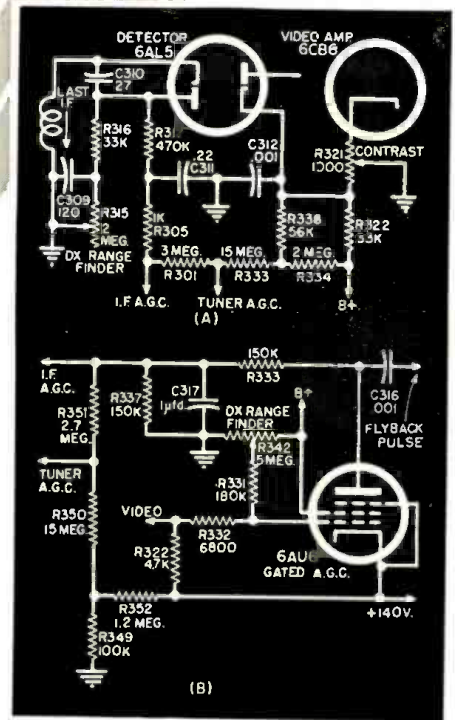 DETECTOR
6AL5
VIDEO AMP
6CB6
C310
27
LAST
I.F.
R316
33K
470K
.22
C311
C312
.001
R321
1000
CONTRAST
C309
120
R315
2
MEG.
DX RANGE
FINDER
1K
R305
R338
56K
R322
33K
3 MEG.
R301
15 MEG.
R333
2 MEG.
R334
I.F. A.G.C.
TUNER A.G.C.
B+
(A)
I.F.
A.G.C.
R351
2.7
MEG.
R337
150K
C317
1µfd
150K
R333
C316
.001
FLYBACK
PULSE
B+
DX RANGE
FINDER
R342
.5 MEG.
R331
180K
TUNER
A.G.C.
R350
15 MEG.
VIDEO
R332
6800
R322
4.7K
6AU6
GATED A.G.C.
R352
1.2 MEG.
+140V.
R349
100K
(B)